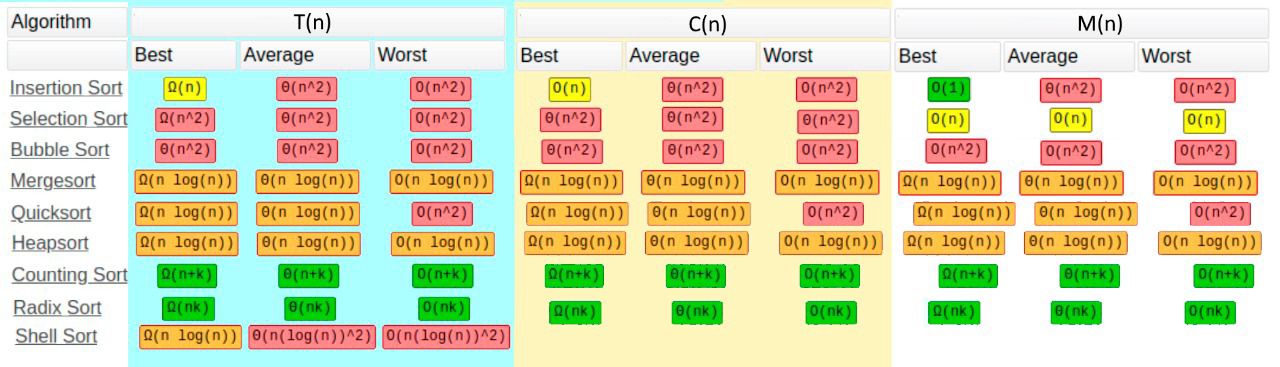 Algorithm T(n) C(n) M(n)
Best Average Worst Best Average Worst Best Average Worst
Insertion Sort Ω(n) θ(n^2) O(n^2) O(n) θ(n^2) O(n^2) O(1) θ(n^2) O(n^2)
Selection Sort Ω(n^2) θ(n^2) O(n^2) θ(n^2) θ(n^2) O(n^2) O(n) O(n) O(n)
Bubble Sort θ(n^2) θ(n^2) O(n^2) θ(n^2) θ(n^2) O(n^2) O(n^2) O(n^2) O(n^2)
Mergesort Ω(n log(n)) θ(n log(n)) O(n log(n)) Ω(n log(n)) θ(n log(n)) O(n log(n)) Ω(n log(n)) θ(n log(n)) O(n log(n))
Quicksort Ω(n log(n)) θ(n log(n)) O(n^2) Ω(n log(n)) θ(n log(n)) O(n^2) Ω(n log(n)) θ(n log(n)) O(n^2)
Heapsort Ω(n log(n)) θ(n log(n)) O(n log(n)) Ω(n log(n)) θ(n log(n)) O(n log(n)) Ω(n log(n)) θ(n log(n)) O(n log(n))
Counting Sort Ω(n+k) θ(n+k) O(n+k) Ω(n+k) θ(n+k) O(n+k) Ω(n+k) θ(n+k) O(n+k)
Radix Sort Ω(nk) θ(nk) O(nk) Ω(nk) θ(nk) O(nk) Ω(nk) θ(nk) O(nk)
Shell Sort Ω(n log(n)) θ(n(log(n))^2) O(n(log(n))^2)